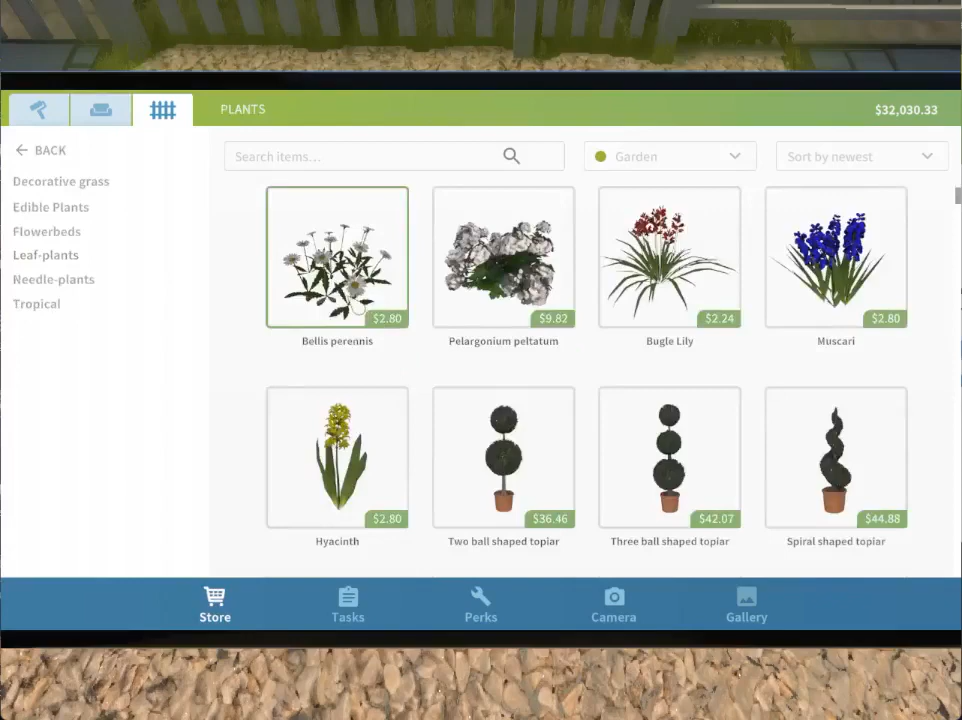 PLANTS
$32,030.33
BACK
Search items...
Garden
Sort by newest
Decorative grass
Edible Plants
Flowerbeds
Leaf-plants
Needle-plants
Tropical
$2.80
$9.82
$2.24
$2.80
Bellis perennis
Pelargonium peltatum
Bugle Lily
Muscari
$2.80
$36.46
$42.07
$44.88
Hyacinth
Two ball shaped topiar
Three ball shaped topiar
Spiral shaped topiar
Store
Tasks
Perks
Camera
Gallery